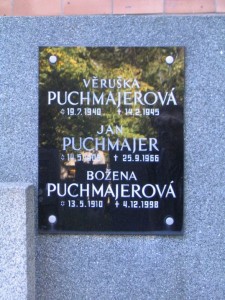 VĚRUŠKA
PUCHMAJEROVÁ
☆ 19.7.1940 † 14.2.1945
JAN
PUCHMAJER
† 25.9.1966
BOŽENA
PUCHMAJEROVÁ
☆ 13.5.1910 † 4.12.1998